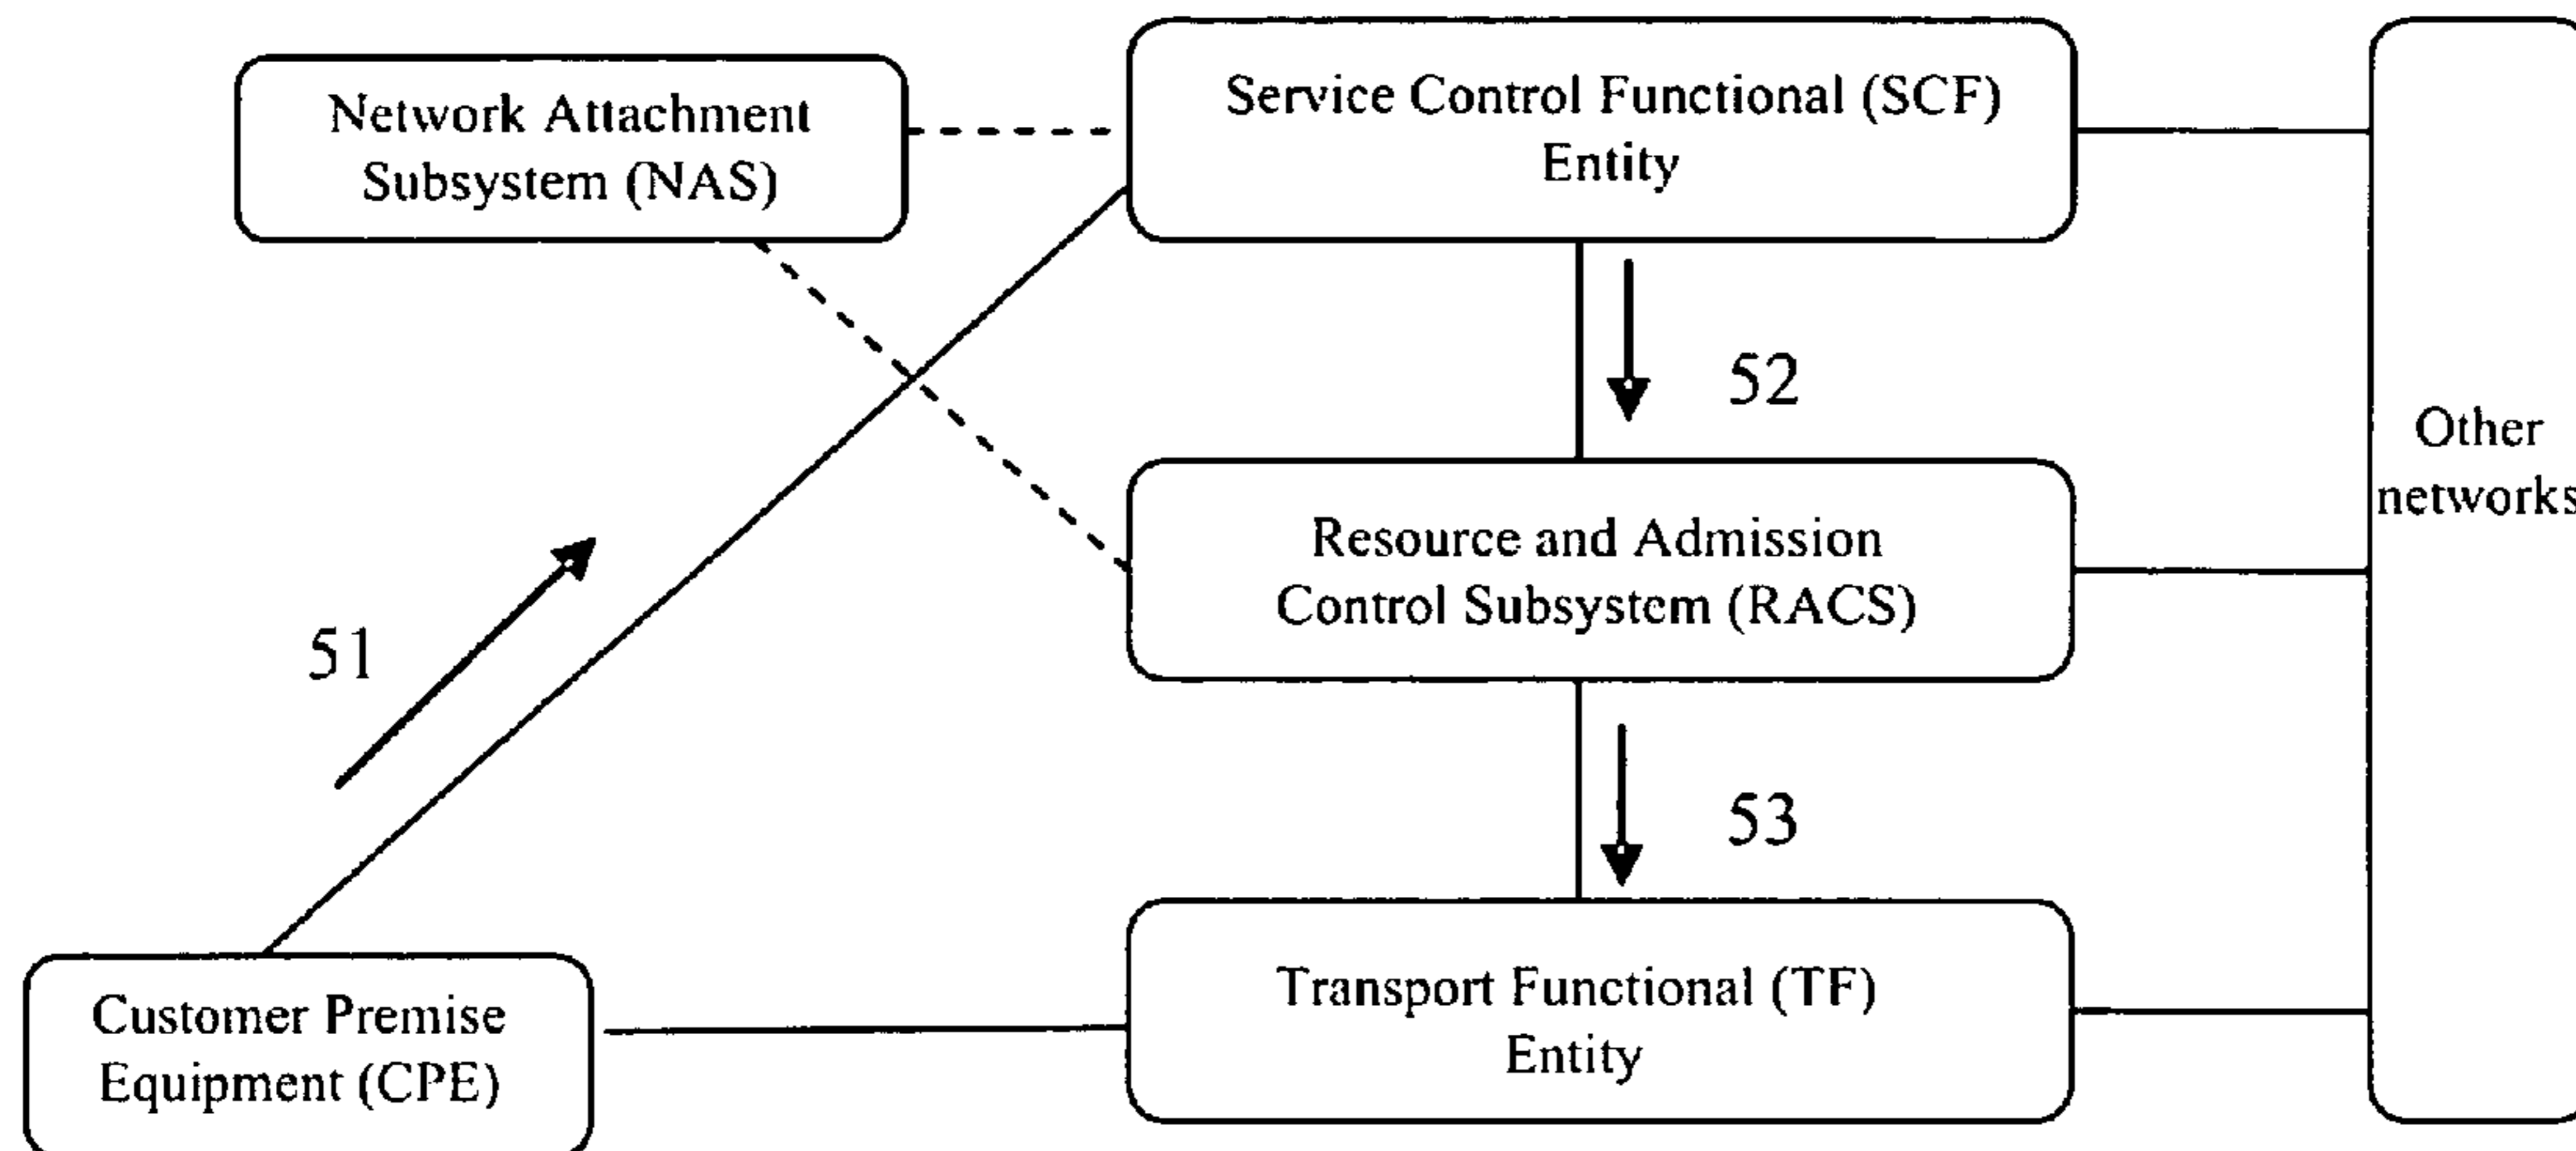 Network Attachment
Subsystem (NAS)
Service Control Functional (SCF)
Entity
52
Other
networks
Resource and Admission
Control Subsystem (RACS)
51
53
Customer Premise
Equipment (CPE)
Transport Functional (TF)
Entity